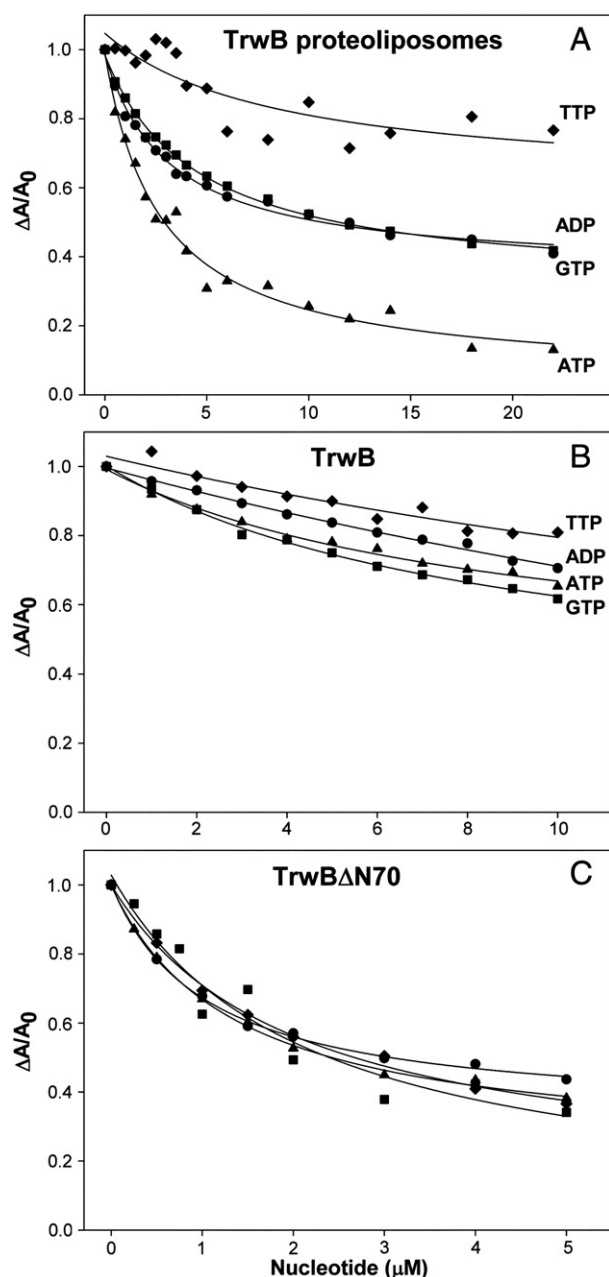 TrwB proteoliposomes A
1.0
TTP
0.8
ΔA/A0
0.6
ADP
0.4
GTP
0.2
ATP
0.0
0 5 10 15 20
TrwB B
1.0
TTP
0.8
ADP
ATP
ΔA/A0
0.6
GTP
0.4
0.2
0.0
0 2 4 6 8 10
TrwBΔN70 C
1.0
0.8
ΔA/A0
0.6
0.4
0.2
0.0
0 1 2 3 4 5
Nucleotide (μM)